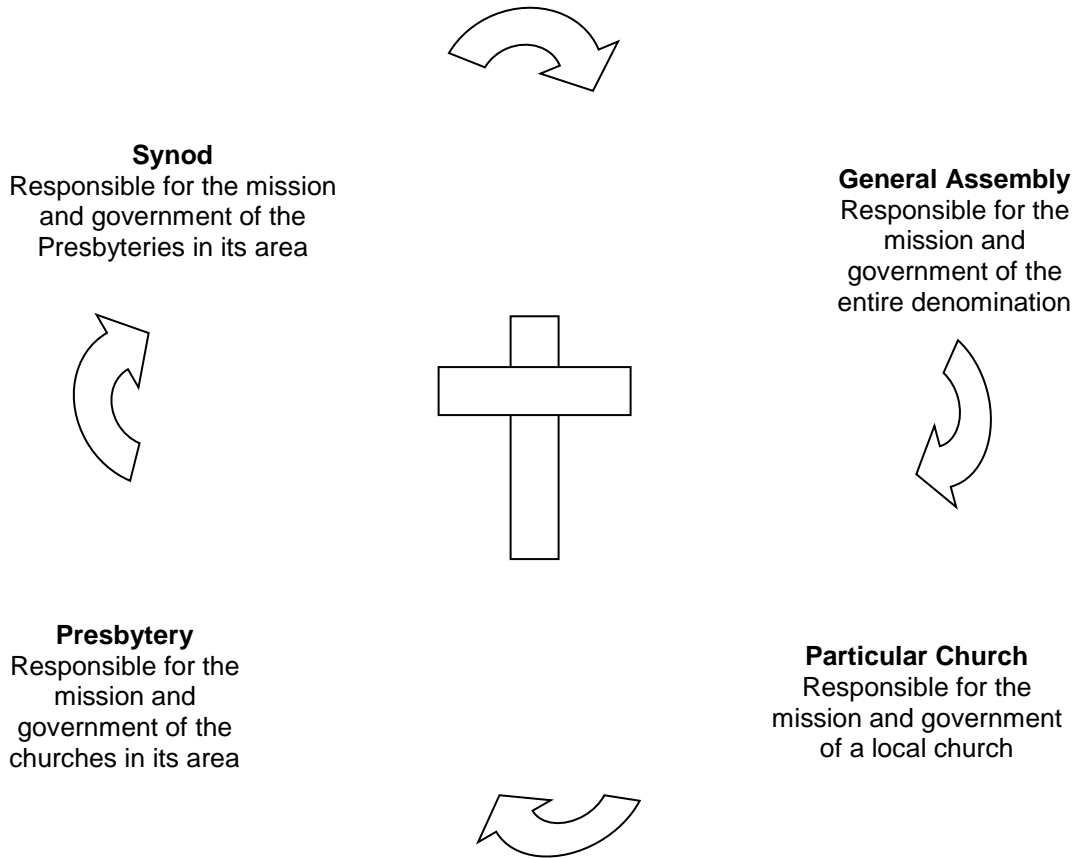 Synod
Responsible for the mission
and government of the
Presbyteries in its area
General Assembly
Responsible for the
mission and
government of the
entire denomination
Presbytery
Responsible for the
mission and
government of the
churches in its area
Particular Church
Responsible for the
mission and government
of a local church